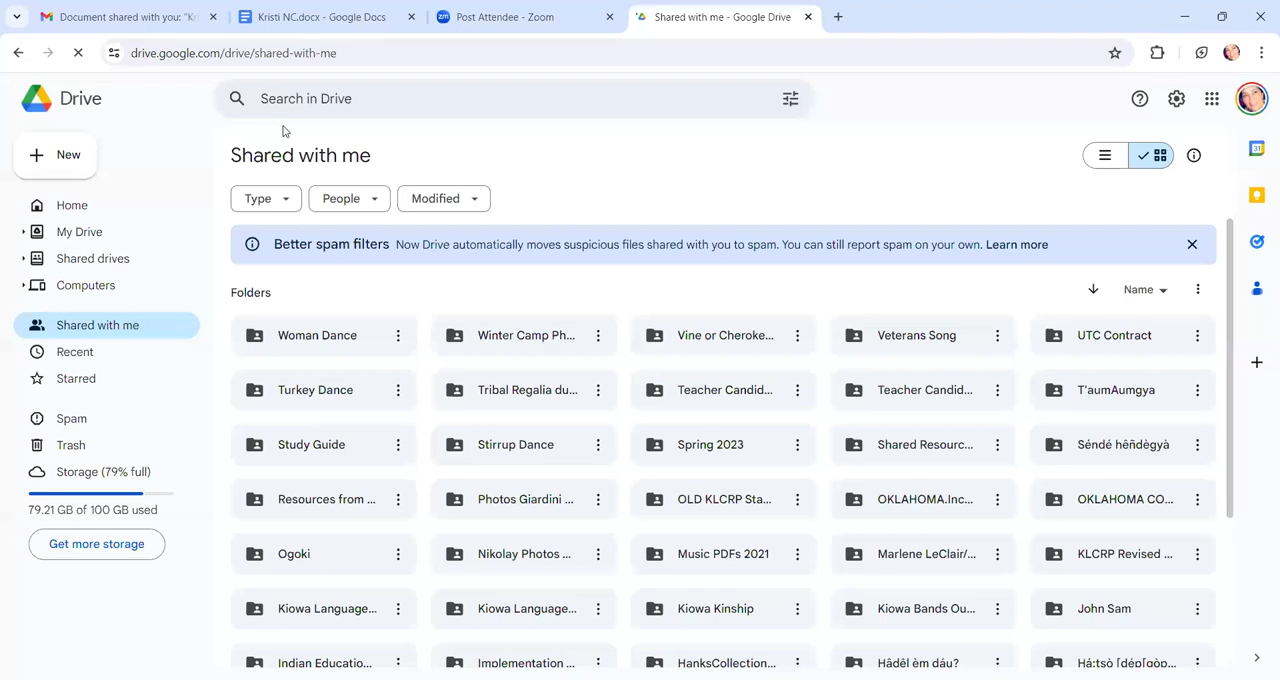 Document shared with you: "Kr
Kristi NC.docx - Google Docs
zm Post Attendee - Zoom
Shared with me - Google Drive
drive.google.com/drive/shared-with-me
Drive
Search in Drive
New
Shared with me
Type
People
Modified
Home
My Drive
Shared drives
Computers
Shared with me
Recent
Starred
Spam
Trash
Storage (79% full)
79.21 GB of 100 GB used
Get more storage
Better spam filters Now Drive automatically moves suspicious files shared with you to spam. You can still report spam on your own. Learn more
Folders
Name
Woman Dance
Winter Camp Ph...
Vine or Cheroke...
Veterans Song
UTC Contract
Turkey Dance
Tribal Regalia du...
Teacher Candid...
Teacher Candid...
T'aumAumgya
Study Guide
Stirrup Dance
Spring 2023
Shared Resourc...
Séndé hêñdègyà
Resources from ...
Photos Giardini ...
OLD KLCRP Sta...
OKLAHOMA.Inc...
OKLAHOMA CO...
Ogoki
Nikolay Photos ...
Music PDFs 2021
Marlene LeClair/...
KLCRP Revised ...
Kiowa Language...
Kiowa Language...
Kiowa Kinship
Kiowa Bands Ou...
John Sam
Indian Educatio...
Implementation ...
HanksCollection...
Hâdêl èm dáu?
31